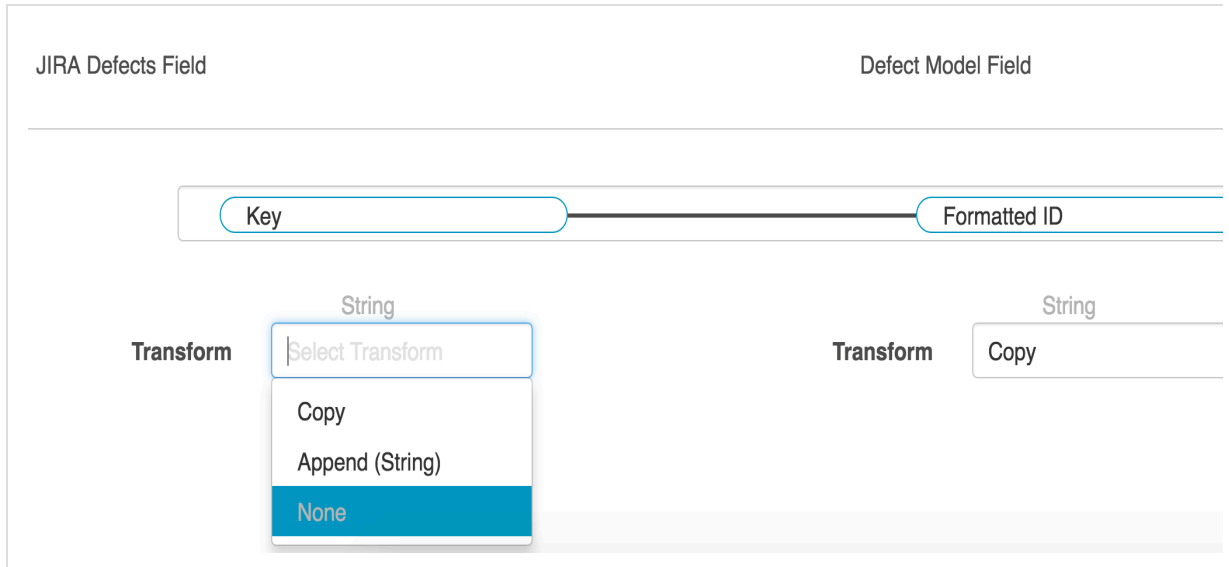 JIRA Defects Field Defect Model Field
Key Formatted ID
String String
Transform Select Transform Transform Copy
Copy
Append (String)
None